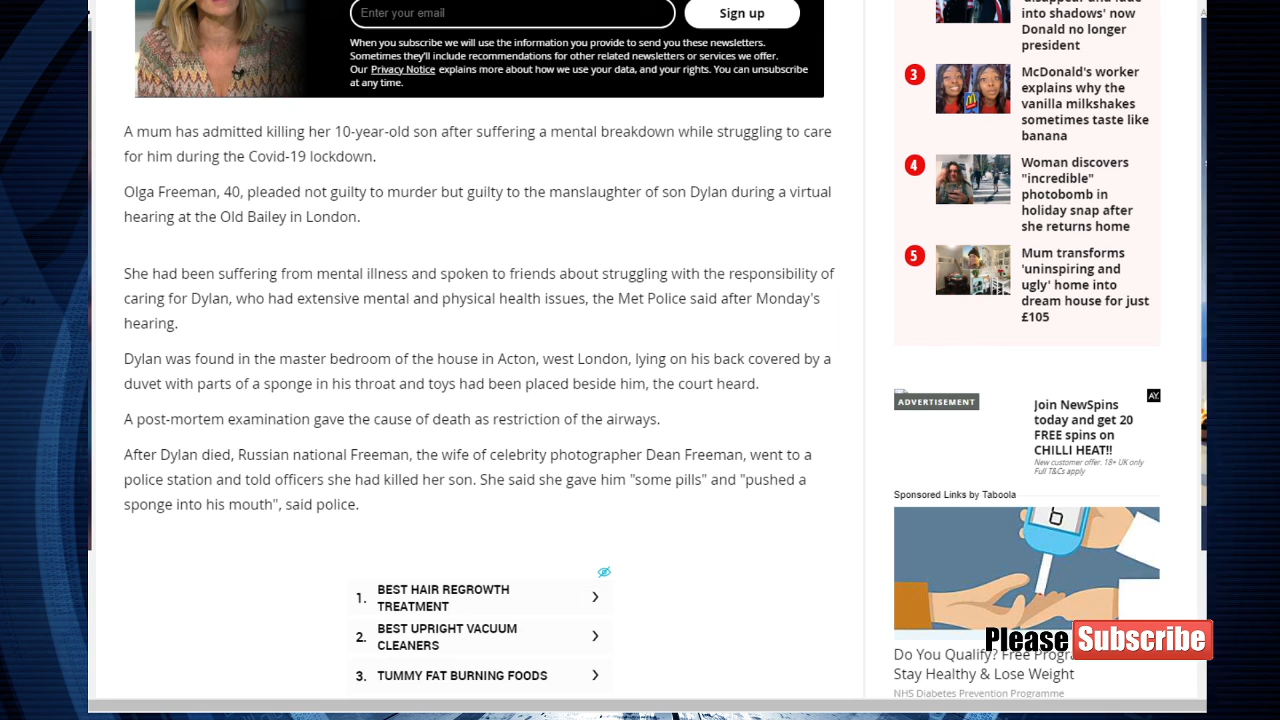 Enter your email
Sign up
When you subscribe we will use the information you provide to send you these newsletters.
Sometimes they'll include recommendations for other related newsletters or services we offer.
Our Privacy Notice explains more about how we use your data, and your rights. You can unsubscribe
at any time.
A mum has admitted killing her 10-year-old son after suffering a mental breakdown while struggling to care
for him during the Covid-19 lockdown.
Olga Freeman, 40, pleaded not guilty to murder but guilty to the manslaughter of son Dylan during a virtual
hearing at the Old Bailey in London.
She had been suffering from mental illness and spoken to friends about struggling with the responsibility of
caring for Dylan, who had extensive mental and physical health issues, the Met Police said after Monday's
hearing.
Dylan was found in the master bedroom of the house in Acton, west London, lying on his back covered by a
duvet with parts of a sponge in his throat and toys had been placed beside him, the court heard.
A post-mortem examination gave the cause of death as restriction of the airways.
After Dylan died, Russian national Freeman, the wife of celebrity photographer Dean Freeman, went to a
police station and told officers she had killed her son. She said she gave him "some pills" and "pushed a
sponge into his mouth", said police.
1. BEST HAIR REGROWTH
TREATMENT
2. BEST UPRIGHT VACUUM
CLEANERS
3. TUMMY FAT BURNING FOODS
into shadows' now
Donald no longer
president
3
McDonald's worker
explains why the
vanilla milkshakes
sometimes taste like
banana
4
Woman discovers
"incredible"
photobomb in
holiday snap after
she returns home
5
Mum transforms
'uninspiring and
ugly' home into
dream house for just
£105
ADVERTISEMENT
AY
Join NewSpins
today and get 20
FREE spins on
CHILLI HEAT!!
New customer offer. 18+ UK only
Full T&Cs apply
Sponsored Links by Taboola
6
Please Subscribe
Do You Qualify? Free
Stay Healthy & Lose Weight
NHS Diabetes Prevention Programme